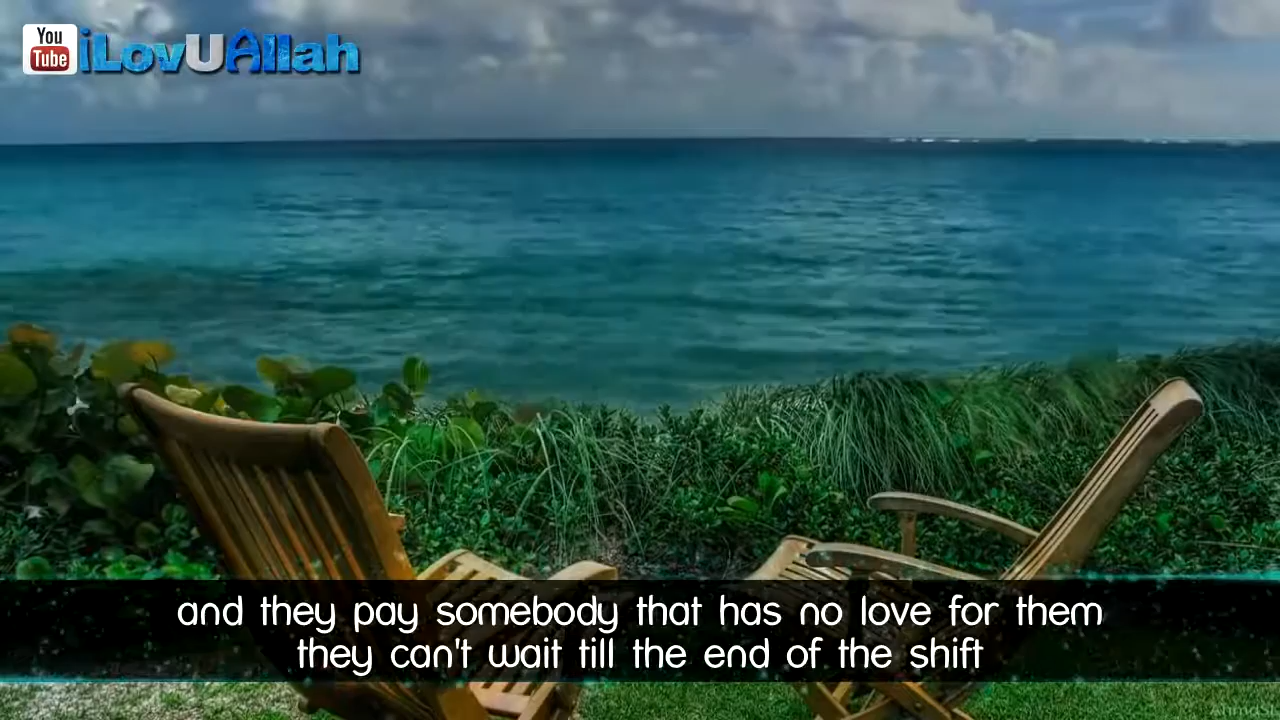 You
Tube
iLovUAllah
and they pay somebody that has no love for them
they can't wait till the end of the shift